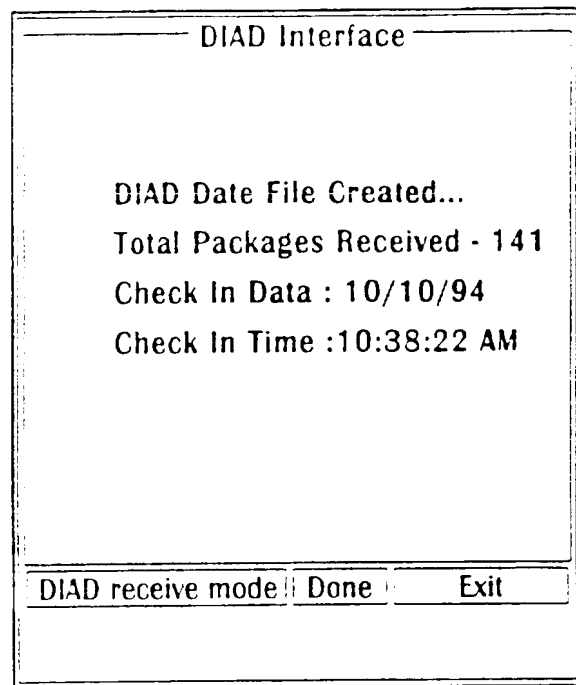 DIAD Interface
DIAD Date File Created...
Total Packages Received - 141
Check In Data : 10/10/94
Check In Time :10:38:22 AM
DIAD receive mode Done Exit